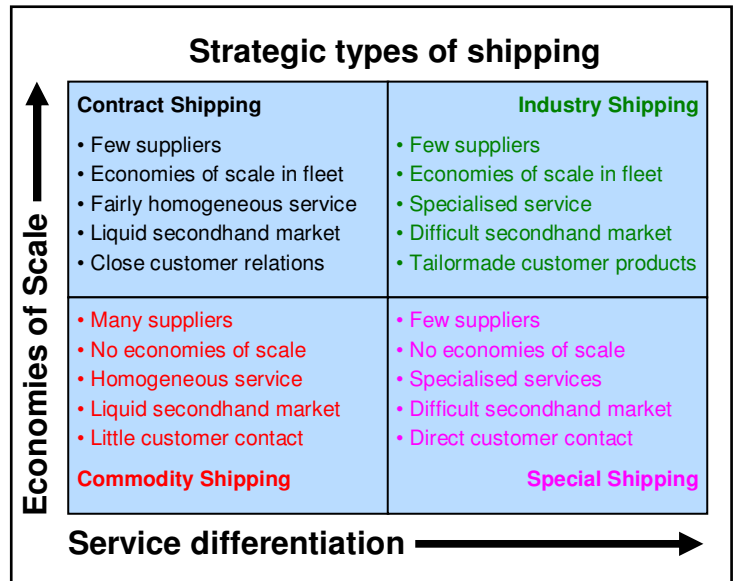 Strategic types of shipping
Economies of Scale
Contract Shipping
• Few suppliers
• Economies of scale in fleet
• Fairly homogeneous service
• Liquid secondhand market
• Close customer relations
Industry Shipping
• Few suppliers
• Economies of scale in fleet
• Specialised service
• Difficult secondhand market
• Tailormade customer products
• Many suppliers
• No economies of scale
• Homogeneous service
• Liquid secondhand market
• Little customer contact
Commodity Shipping
• Few suppliers
• No economies of scale
• Specialised services
• Difficult secondhand market
• Direct customer contact
Special Shipping
Service differentiation